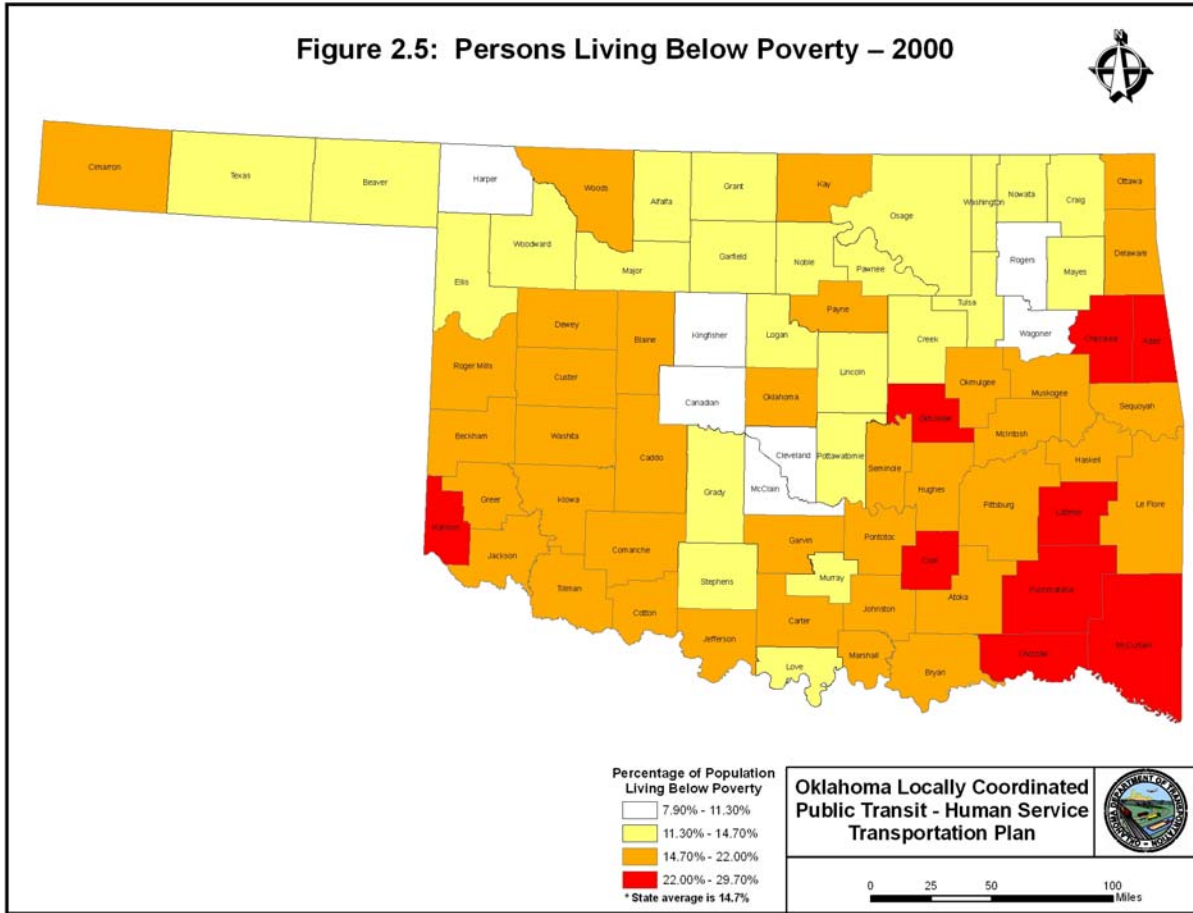 Figure 2.5: Persons Living Below Poverty – 2000
N
Cimarron
Texas
Beaver
Harper
Woods
Alfalfa
Grant
Kay
Osage
Washington
Nowata
Craig
Ottawa
Woodward
Ellis
Major
Garfield
Noble
Pawnee
Rogers
Mayes
Delaware
Tulsa
Dewey
Blaine
Kingfisher
Logan
Payne
Creek
Wagoner
Cherokee
Adair
Roger Mills
Custer
Canadian
Oklahoma
Lincoln
Okmulgee
Muskogee
Sequoyah
Okfuskee
McIntosh
Beckham
Washita
Caddo
Cleveland
Pottawatomie
Seminole
Haskell
McClain
Grady
Hughes
Pittsburg
Le Flore
Greer
Kiowa
Harmon
Latimer
Jackson
Comanche
Garvin
Pontotoc
Coal
Tillman
Stephens
Murray
Pushmataha
Cotton
Johnston
Atoka
Carter
Jefferson
Marshall
Choctaw
McCurtain
Love
Bryan
Percentage of Population
Living Below Poverty
7.90% - 11.30%
11.30% - 14.70%
14.70% - 22.00%
22.00% - 29.70%
* State average is 14.7%
Oklahoma Locally Coordinated
Public Transit - Human Service
Transportation Plan
OKLAHOMA DEPARTMENT OF TRANSPORTATION
0 25 50 100
Miles